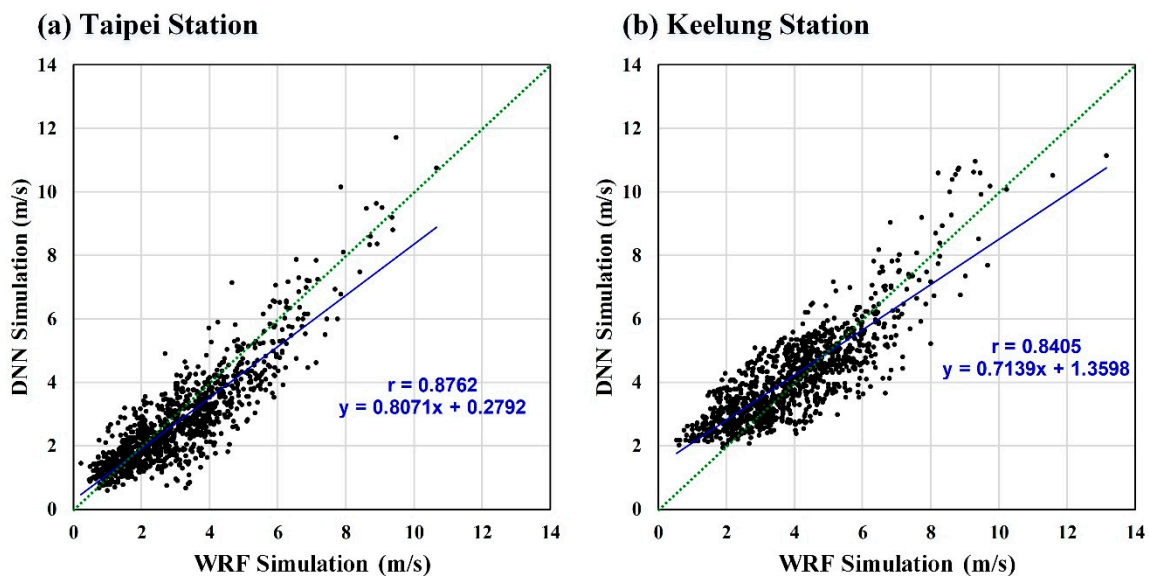 (a) Taipei Station
14
12
10
8
6
4
2
0
DNN Simulation (m/s)
r = 0.8762
y = 0.8071x + 0.2792
0 2 4 6 8 10 12 14
WRF Simulation (m/s)
(b) Keelung Station
14
12
10
8
6
4
2
0
DNN Simulation (m/s)
r = 0.8405
y = 0.7139x + 1.3598
0 2 4 6 8 10 12 14
WRF Simulation (m/s)